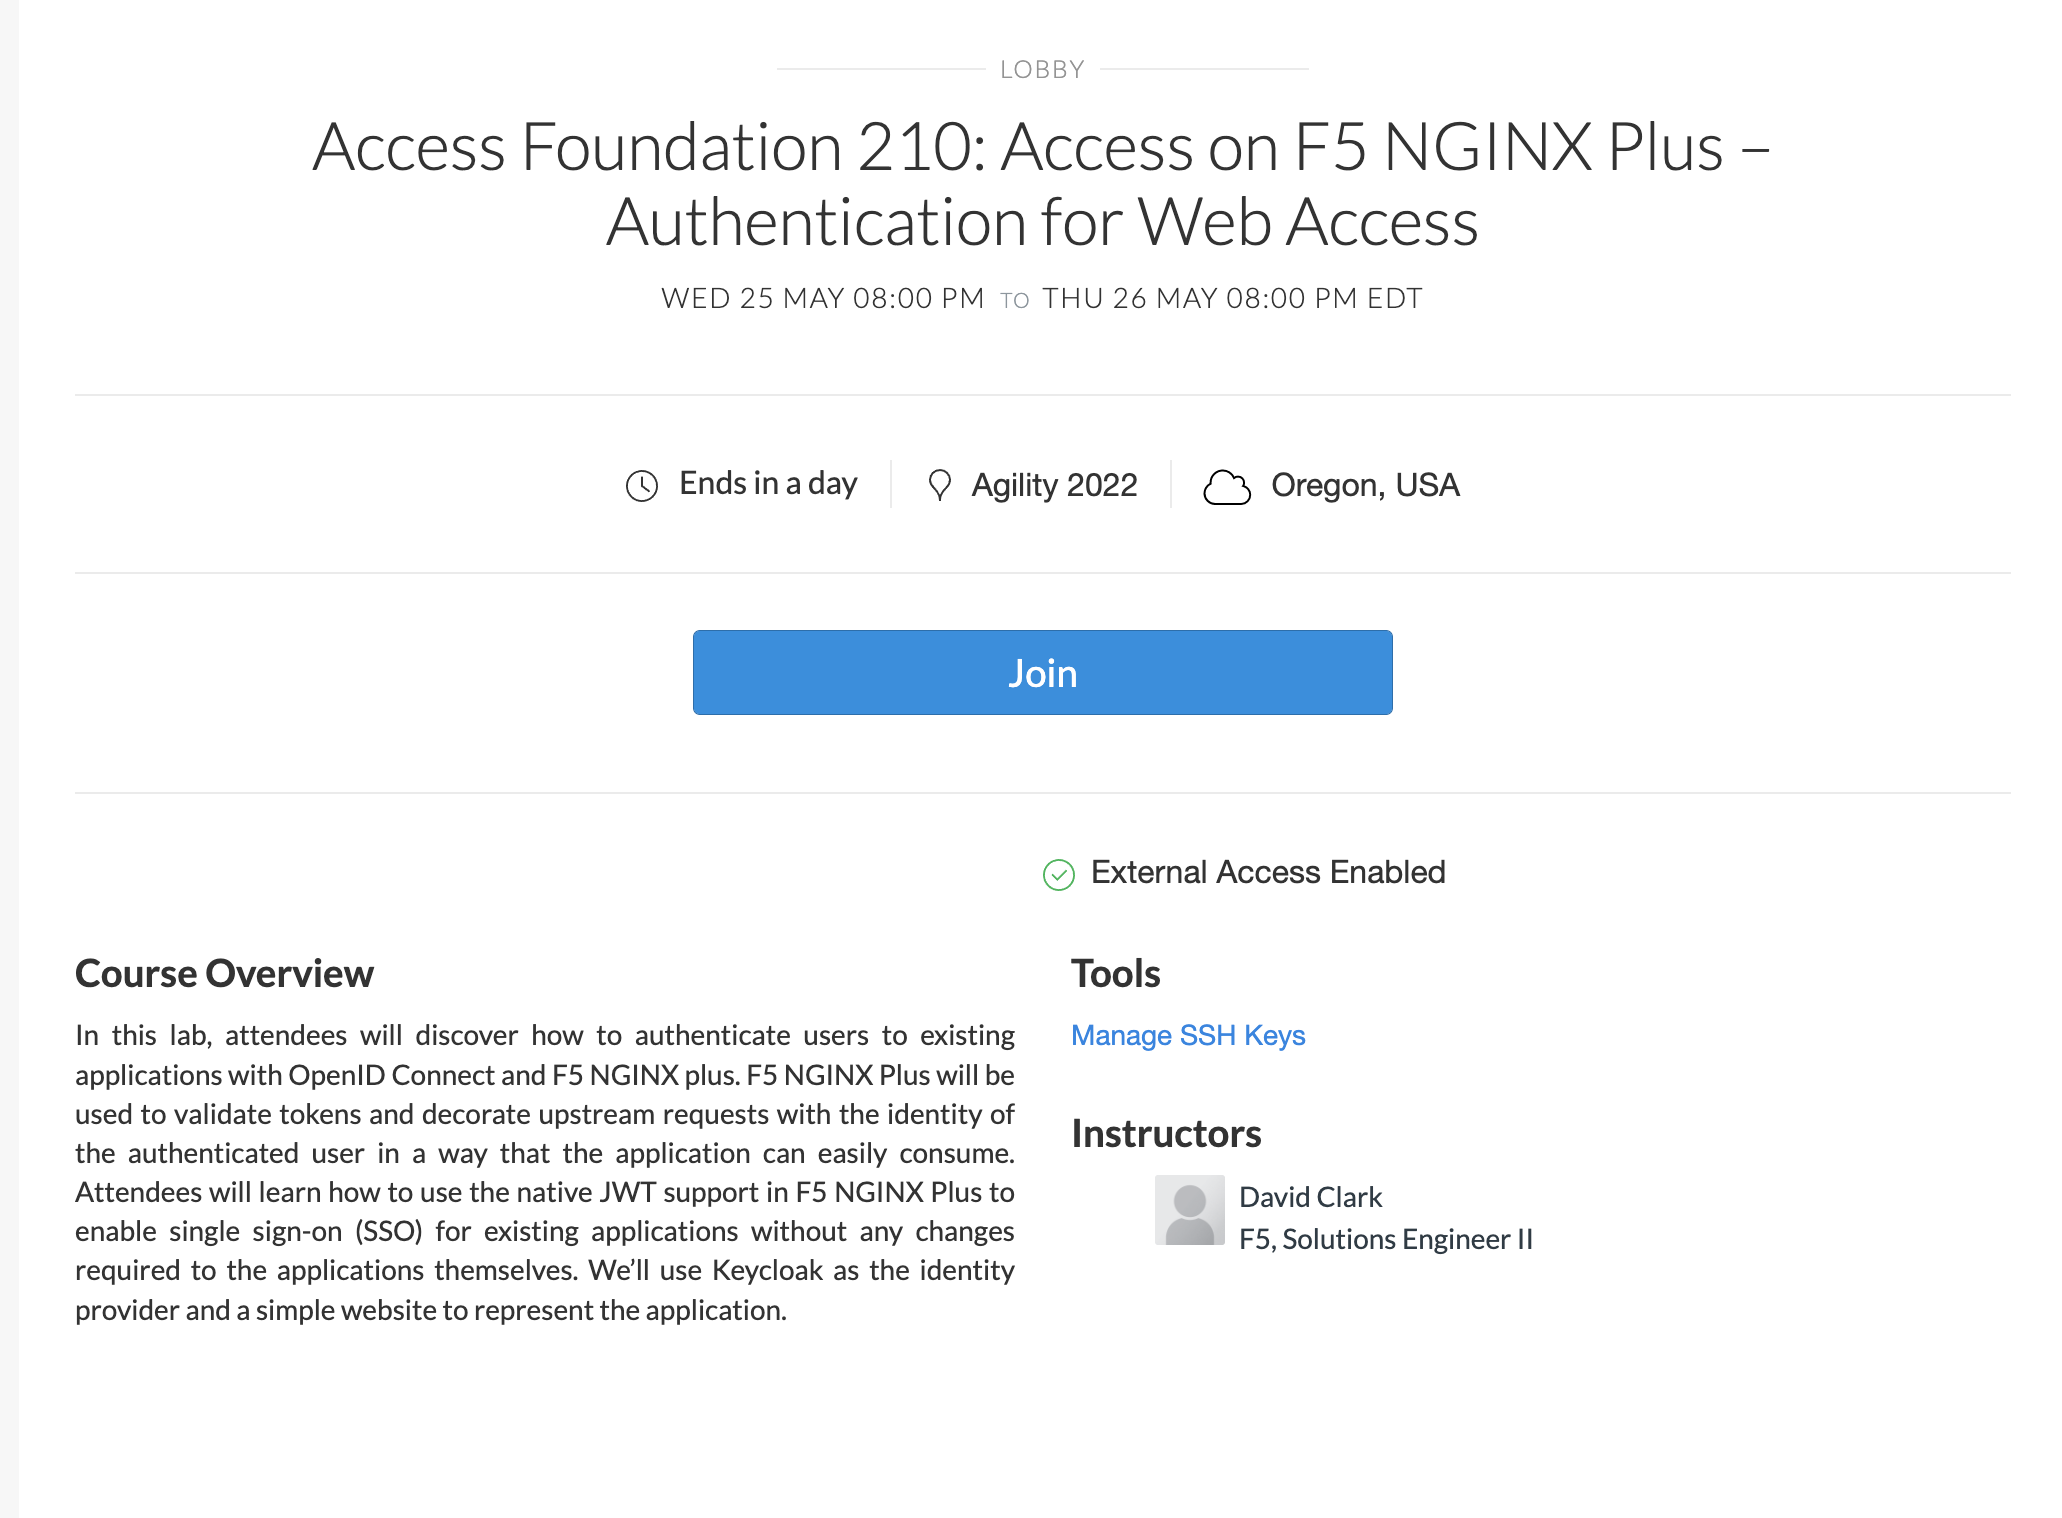 LOBBY
Access Foundation 210: Access on F5 NGINX Plus –
Authentication for Web Access
WED 25 MAY 08:00 PM TO THU 26 MAY 08:00 PM EDT
Ends in a day
Agility 2022
Oregon, USA
Join
External Access Enabled
Course Overview
In this lab, attendees will discover how to authenticate users to existing
applications with OpenID Connect and F5 NGINX plus. F5 NGINX Plus will be
used to validate tokens and decorate upstream requests with the identity of
the authenticated user in a way that the application can easily consume.
Attendees will learn how to use the native JWT support in F5 NGINX Plus to
enable single sign-on (SSO) for existing applications without any changes
required to the applications themselves. We’ll use Keycloak as the identity
provider and a simple website to represent the application.
Tools
Manage SSH Keys
Instructors
David Clark
F5, Solutions Engineer II